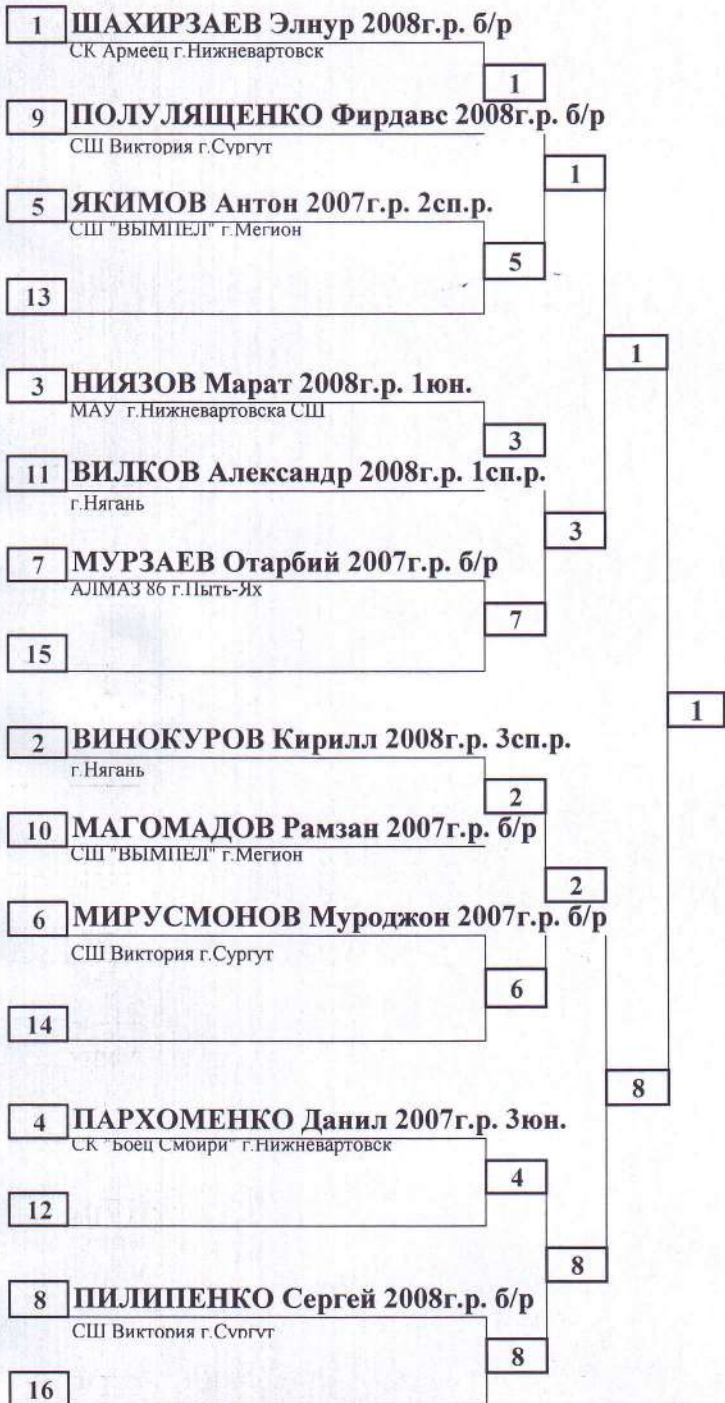 1 ШАХИРЗАЕВ Элнур 2008г.р. б/р
СК Армеец г.Нижневартовск
1
9 ПОЛУЛЯЩЕНКО Фирдавс 2008г.р. б/р
СШ Виктория г.Сургут
1
5 ЯКИМОВ Антон 2007г.р. 2сп.р.
СШ "ВЫМПЕЛ" г.Мегион
5
13
1
3 НИЯЗОВ Марат 2008г.р. 1юн.
МАУ г.Нижневартовска СШ
3
11 ВИЛКОВ Александр 2008г.р. 1сп.р.
г.Нягань
3
7 МУРЗАЕВ Отарбий 2007г.р. б/р
АЛМАЗ 86 г.Пыть-Ях
7
15
1
2 ВИНОКУРОВ Кирилл 2008г.р. 3сп.р.
г.Нягань
2
10 МАГОМАДОВ Рамзан 2007г.р. б/р
СШ "ВЫМПЕЛ" г.Мегион
2
6 МИРУСМОНОВ Муроджон 2007г.р. б/р
СШ Виктория г.Сургут
6
14
8
4 ПАРХОМЕНКО Данил 2007г.р. 3юн.
СК "Боец Смбири" г.Нижневартовск
4
12
8
8 ПИЛИПЕНКО Сергей 2008г.р. б/р
СШ Виктория г.Сургут
8
16